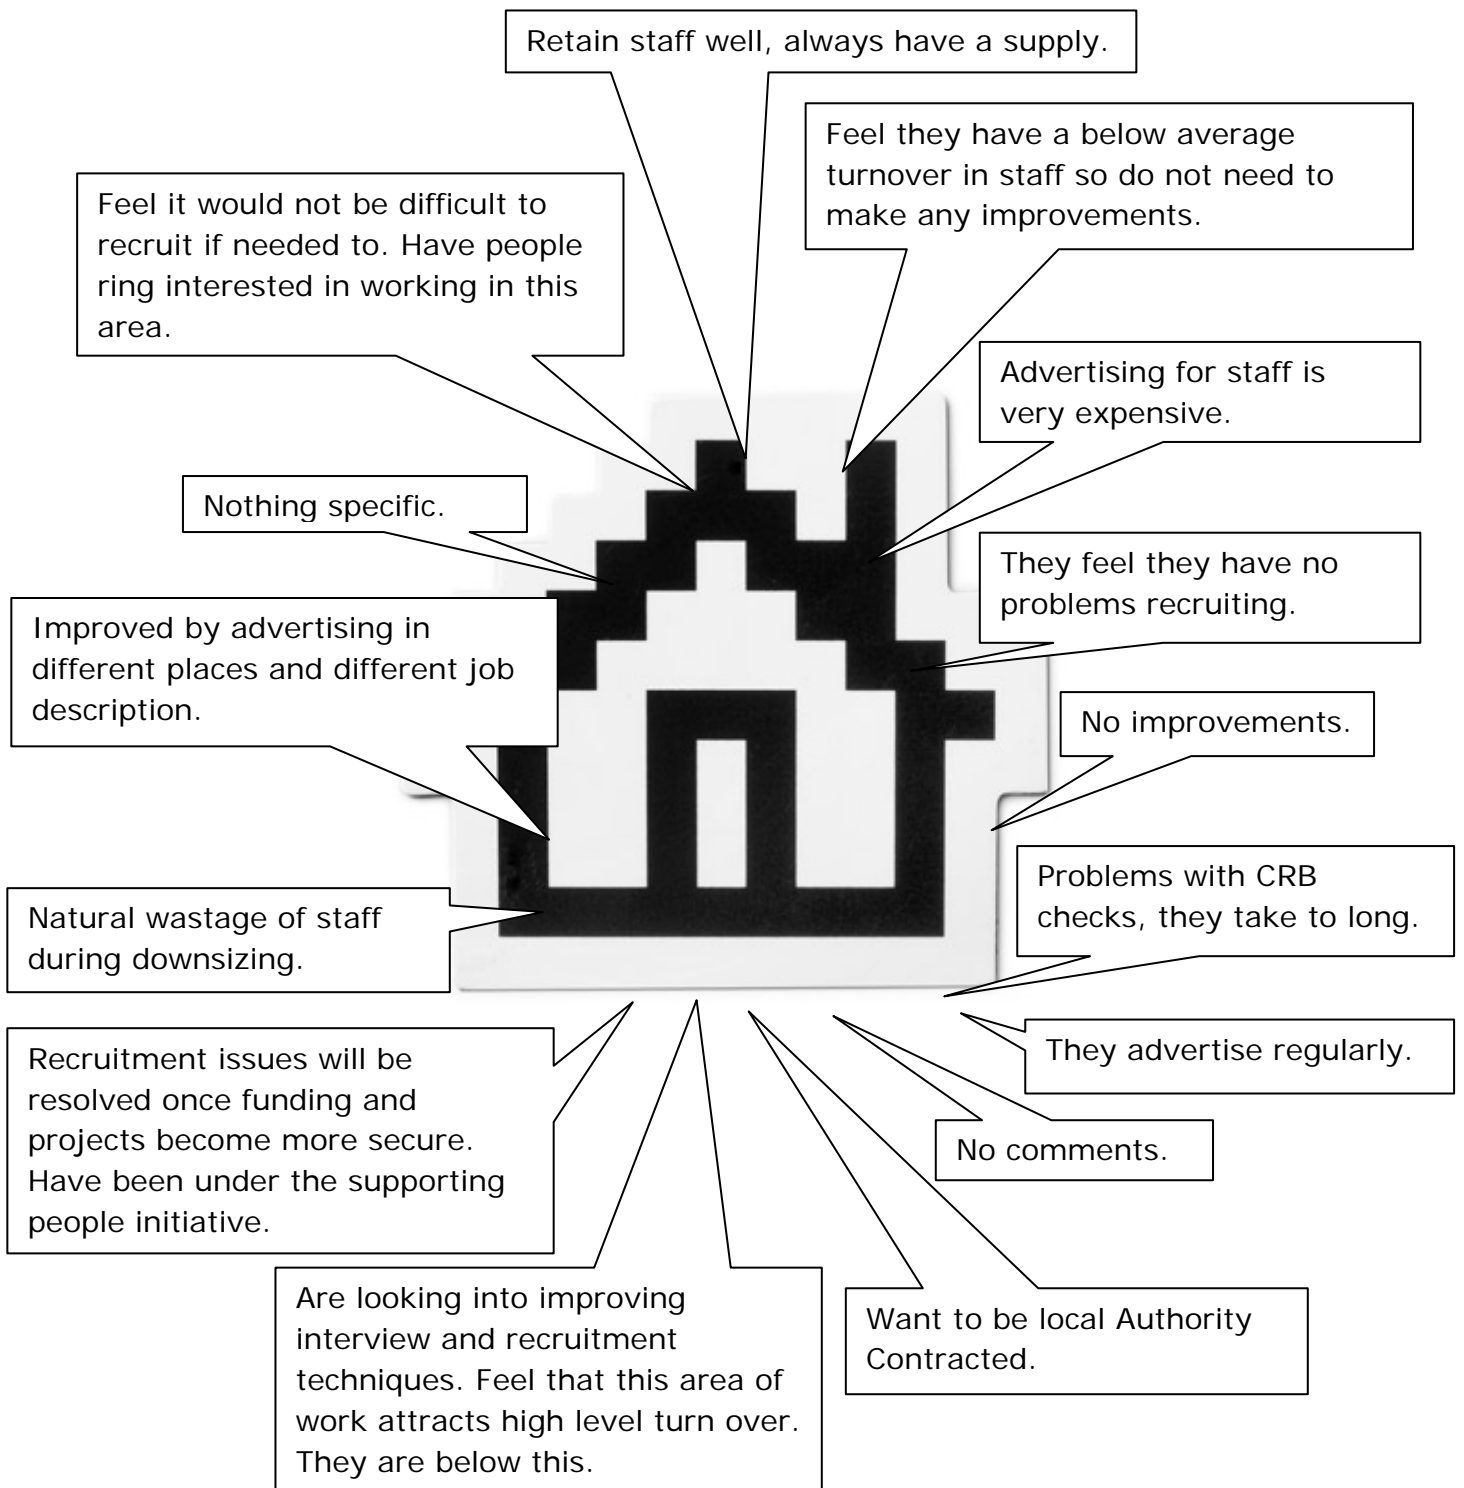 Retain staff well, always have a supply.
Feel they have a below average
turnover in staff so do not need to
make any improvements.
Feel it would not be difficult to
recruit if needed to. Have people
ring interested in working in this
area.
Advertising for staff is
very expensive.
Nothing specific.
They feel they have no
problems recruiting.
Improved by advertising in
different places and different job
description.
No improvements.
Problems with CRB
checks, they take to long.
Natural wastage of staff
during downsizing.
They advertise regularly.
Recruitment issues will be
resolved once funding and
projects become more secure.
Have been under the supporting
people initiative.
No comments.
Are looking into improving
interview and recruitment
techniques. Feel that this area of
work attracts high level turn over.
They are below this.
Want to be local Authority
Contracted.